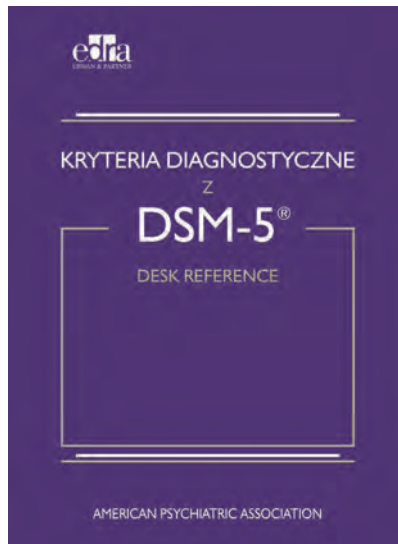 edra
URBAN & PARTNER
KRYTERIA DIAGNOSTYCZNE
Z
DSM-5®
DESK REFERENCE
AMERICAN PSYCHIATRIC ASSOCIATION